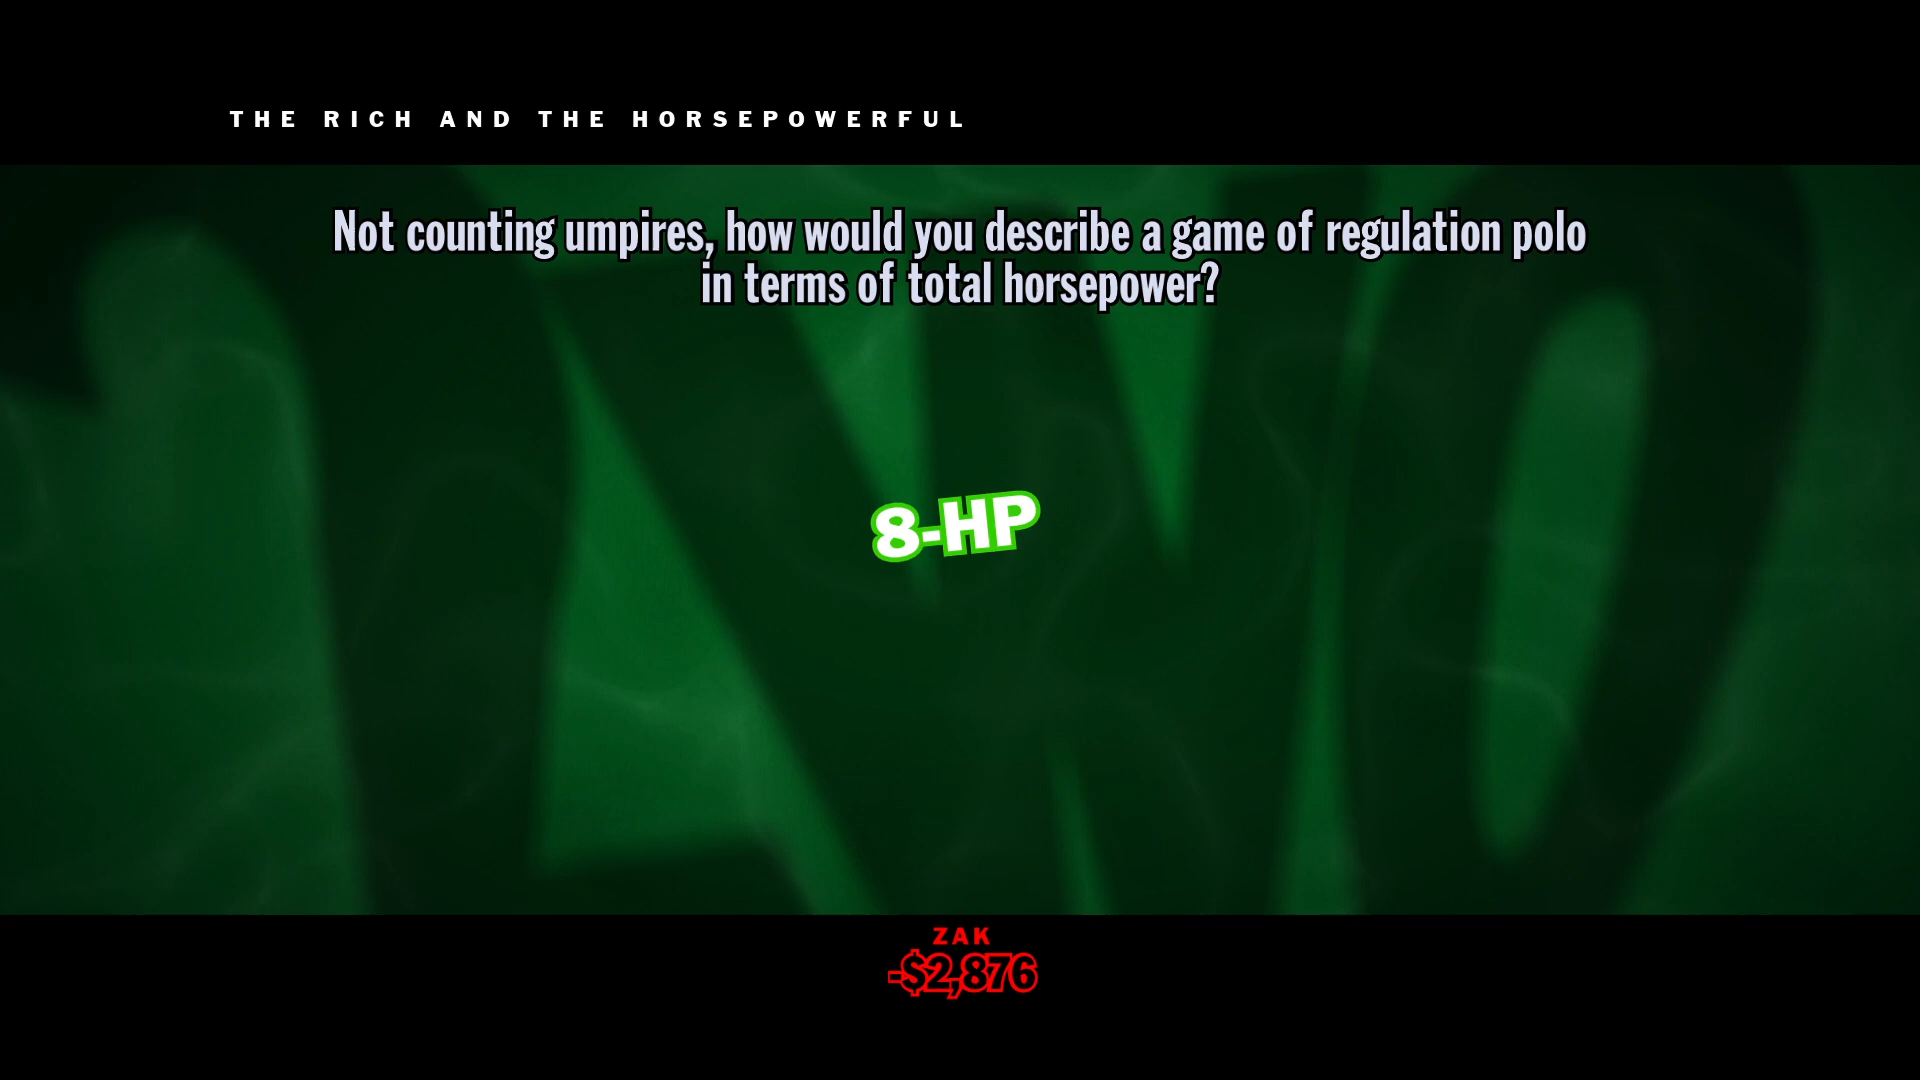 THE RICH AND THE HORSEPOWERFUL
Not counting umpires, how would you describe a game of regulation polo
in terms of total horsepower?
8-HP
ZAK
-$2,876